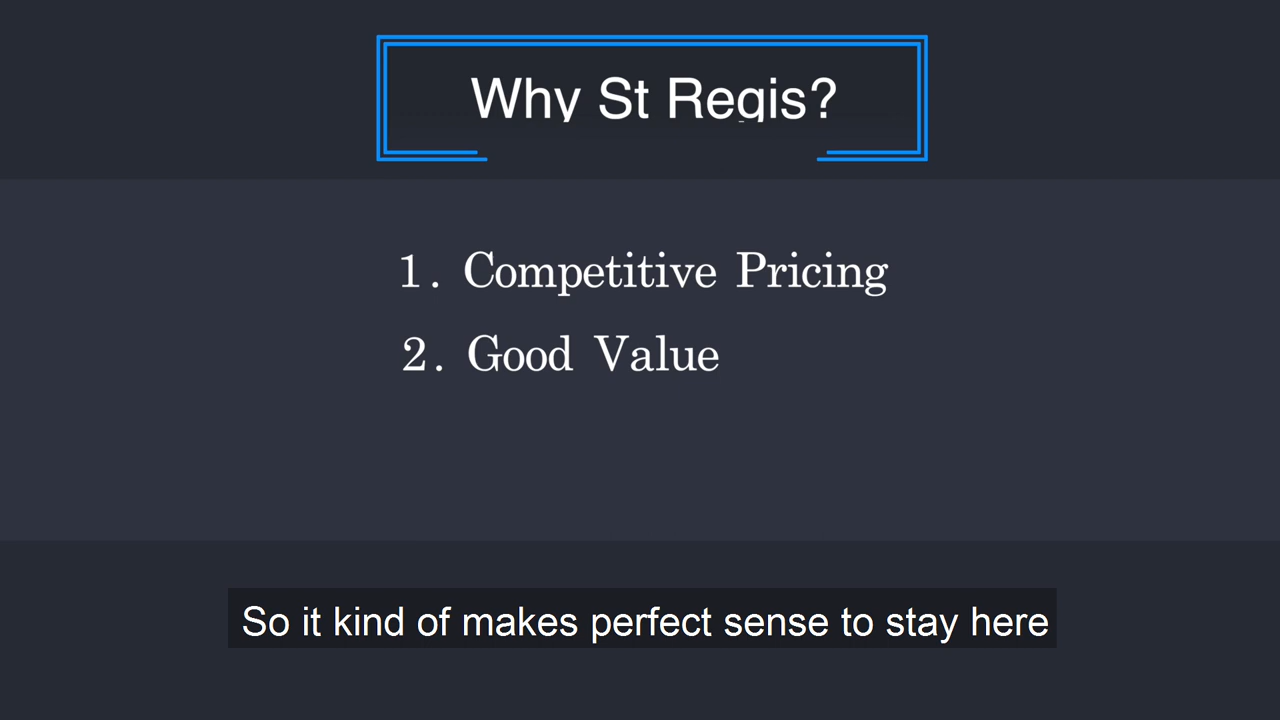 Why St Regis?
1. Competitive Pricing
2. Good Value
So it kind of makes perfect sense to stay here